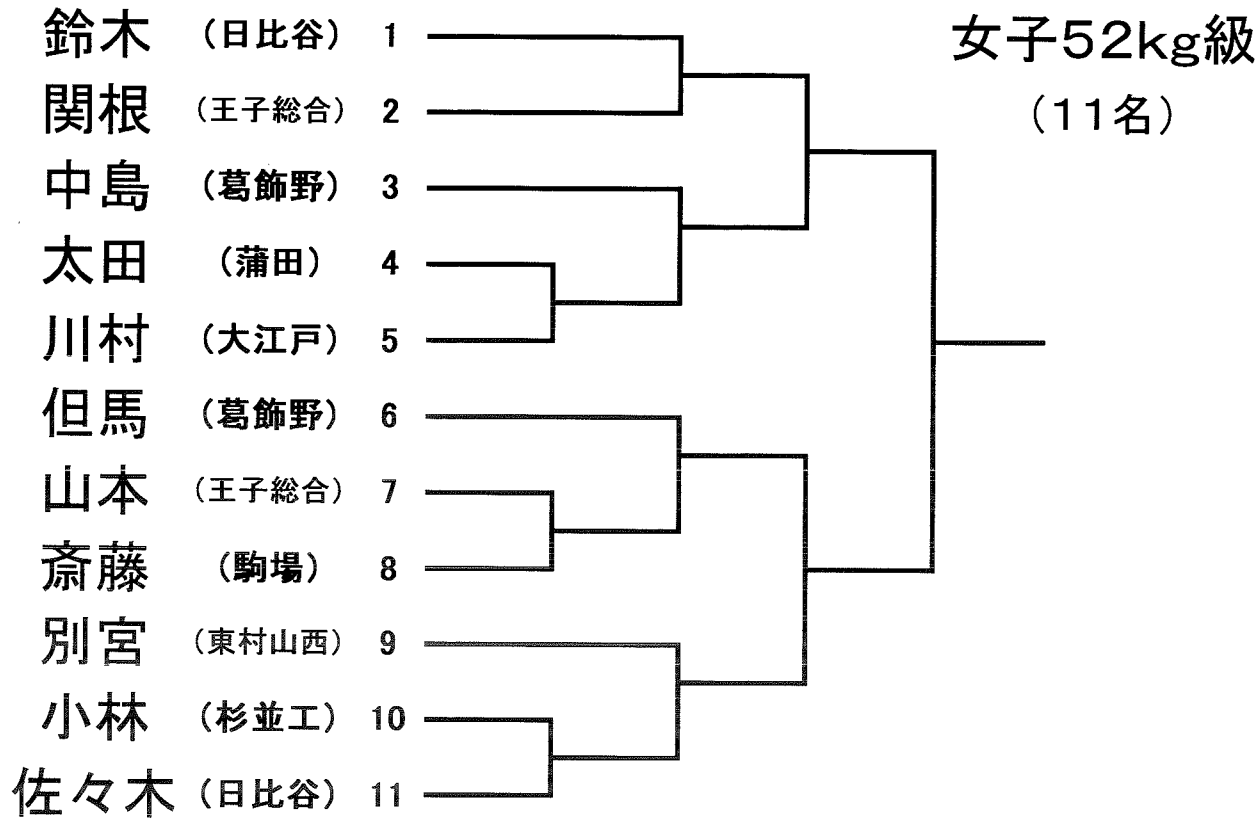 女子52kg級
（11名）
鈴木 （日比谷） 1
関根 （王子総合） 2
中島 （葛飾野） 3
太田 （蒲田） 4
川村 （大江戸） 5
但馬 （葛飾野） 6
山本 （王子総合） 7
斎藤 （駒場） 8
別宮 （東村山西） 9
小林 （杉並工） 10
佐々木 （日比谷） 11